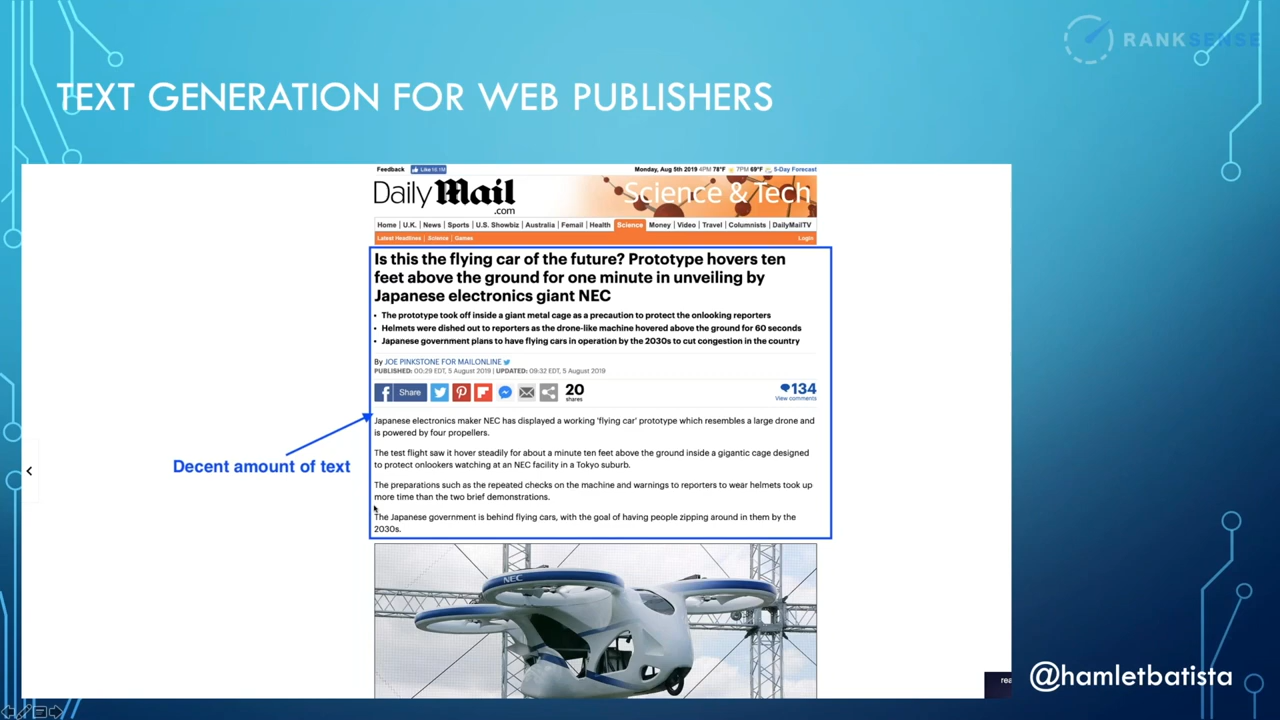 RANKSENSE
TEXT GENERATION FOR WEB PUBLISHERS
Feedback Like 16.1M Monday, Aug 5th 2019 4PM 78°F 7PM 69°F 5-Day Forecast
Daily Mail
.com
Science & Tech
Home | U.K. | News | Sports | U.S. Showbiz | Australia | Femail | Health | Science | Money | Video | Travel | Columnists | DailyMailTV
Latest Headlines | Science | Games Login
Is this the flying car of the future? Prototype hovers ten
feet above the ground for one minute in unveiling by
Japanese electronics giant NEC
• The prototype took off inside a giant metal cage as a precaution to protect the onlooking reporters
• Helmets were dished out to reporters as the drone-like machine hovered above the ground for 60 seconds
• Japanese government plans to have flying cars in operation by the 2030s to cut congestion in the country
By JOE PINKSTONE FOR MAILONLINE
PUBLISHED: 00:29 EDT, 5 August 2019 | UPDATED: 09:32 EDT, 5 August 2019
Share 20 134
shares View comments
Japanese electronics maker NEC has displayed a working 'flying car' prototype which resembles a large drone and
is powered by four propellers.
Decent amount of text
The test flight saw it hover steadily for about a minute ten feet above the ground inside a gigantic cage designed
to protect onlookers watching at an NEC facility in a Tokyo suburb.
The preparations such as the repeated checks on the machine and warnings to reporters to wear helmets took up
more time than the two brief demonstrations.
The Japanese government is behind flying cars, with the goal of having people zipping around in them by the
2030s.
NEC
rea
@hamletbatista